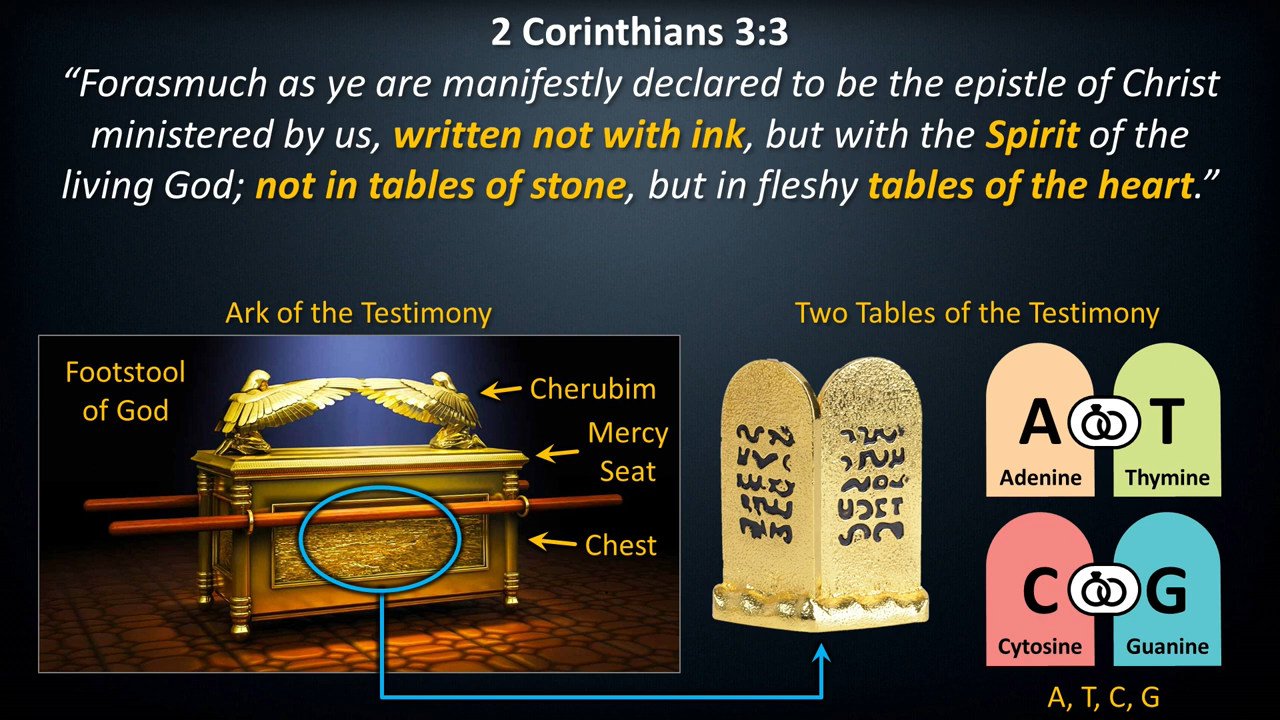 2 Corinthians 3:3
“Forasmuch as ye are manifestly declared to be the epistle of Christ
ministered by us, written not with ink, but with the Spirit of the
living God; not in tables of stone, but in fleshy tables of the heart.”
Ark of the Testimony
Footstool
of God
Cherubim
Mercy
Seat
Chest
Two Tables of the Testimony
A T
Adenine Thymine
C G
Cytosine Guanine
A, T, C, G